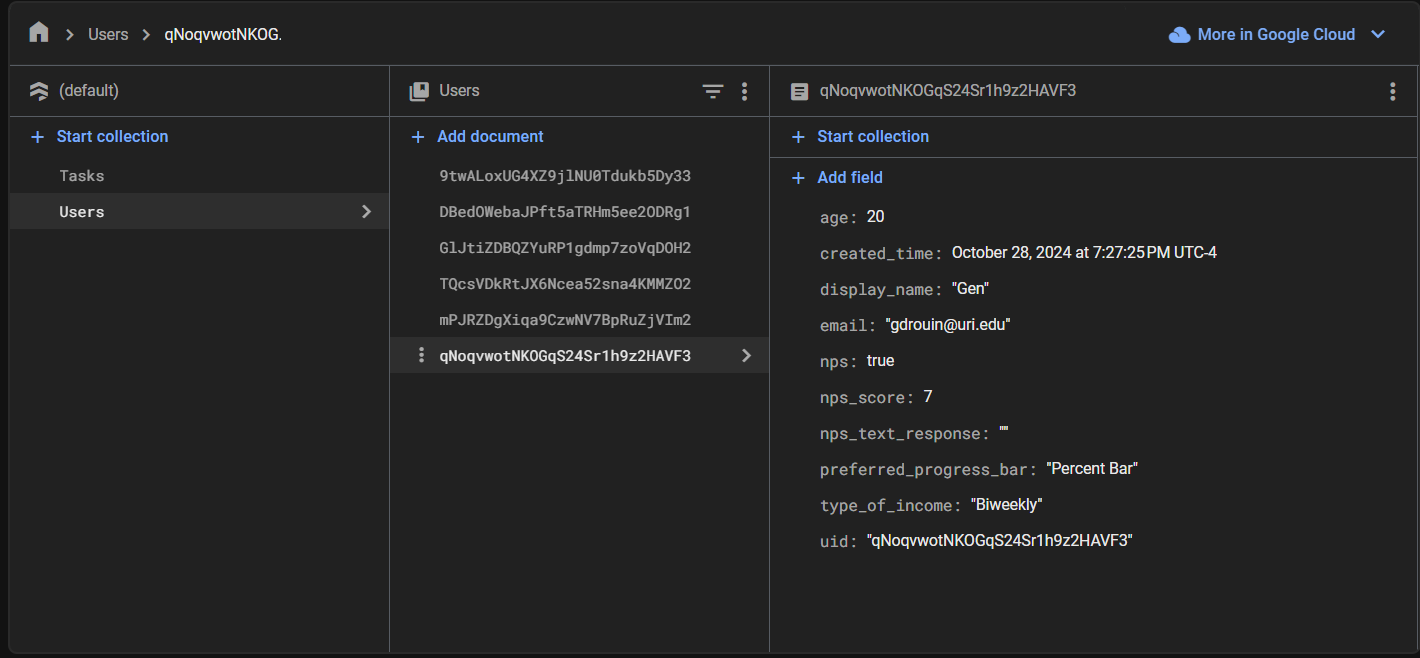 Users qNoqvwotNKOG.
More in Google Cloud
(default)
Start collection
Tasks
Users
Users
Add document
9twALoxUG4XZ9jlNU0Tdukb5Dy33
DBedOWebaJPft5aTRHm5ee2ODRg1
GlJtiZDBQZYuRP1gdmp7zoVqDOH2
TQcsVDkRtJX6Ncea52sna4KMMZO2
mPJRZDgXiqa9CzwNV7BpRuZjVIm2
qNoqvwotNKOGqS24Sr1h9z2HAVF3
qNoqvwotNKOGqS24Sr1h9z2HAVF3
Start collection
Add field
age: 20
created_time: October 28, 2024 at 7:27:25 PM UTC-4
display_name: "Gen"
email: "gdrouin@uri.edu"
nps: true
nps_score: 7
nps_text_response: ""
preferred_progress_bar: "Percent Bar"
type_of_income: "Biweekly"
uid: "qNoqvwotNKOGqS24Sr1h9z2HAVF3"